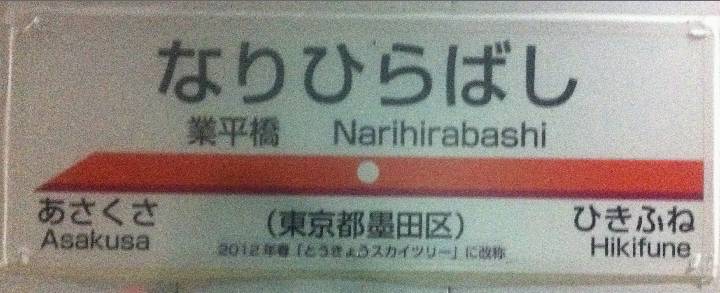 なりひらばし
業平橋 Narihirabashi
あさくさ
Asakusa
(東京都墨田区)
2012年春「とうきょうスカイツリー」に改称
ひきふね
Hikifune